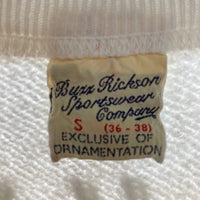 Buzz Rickson
Sportswear
Company
S (36 - 38)
EXCLUSIVE OF
ORNAMENTATION